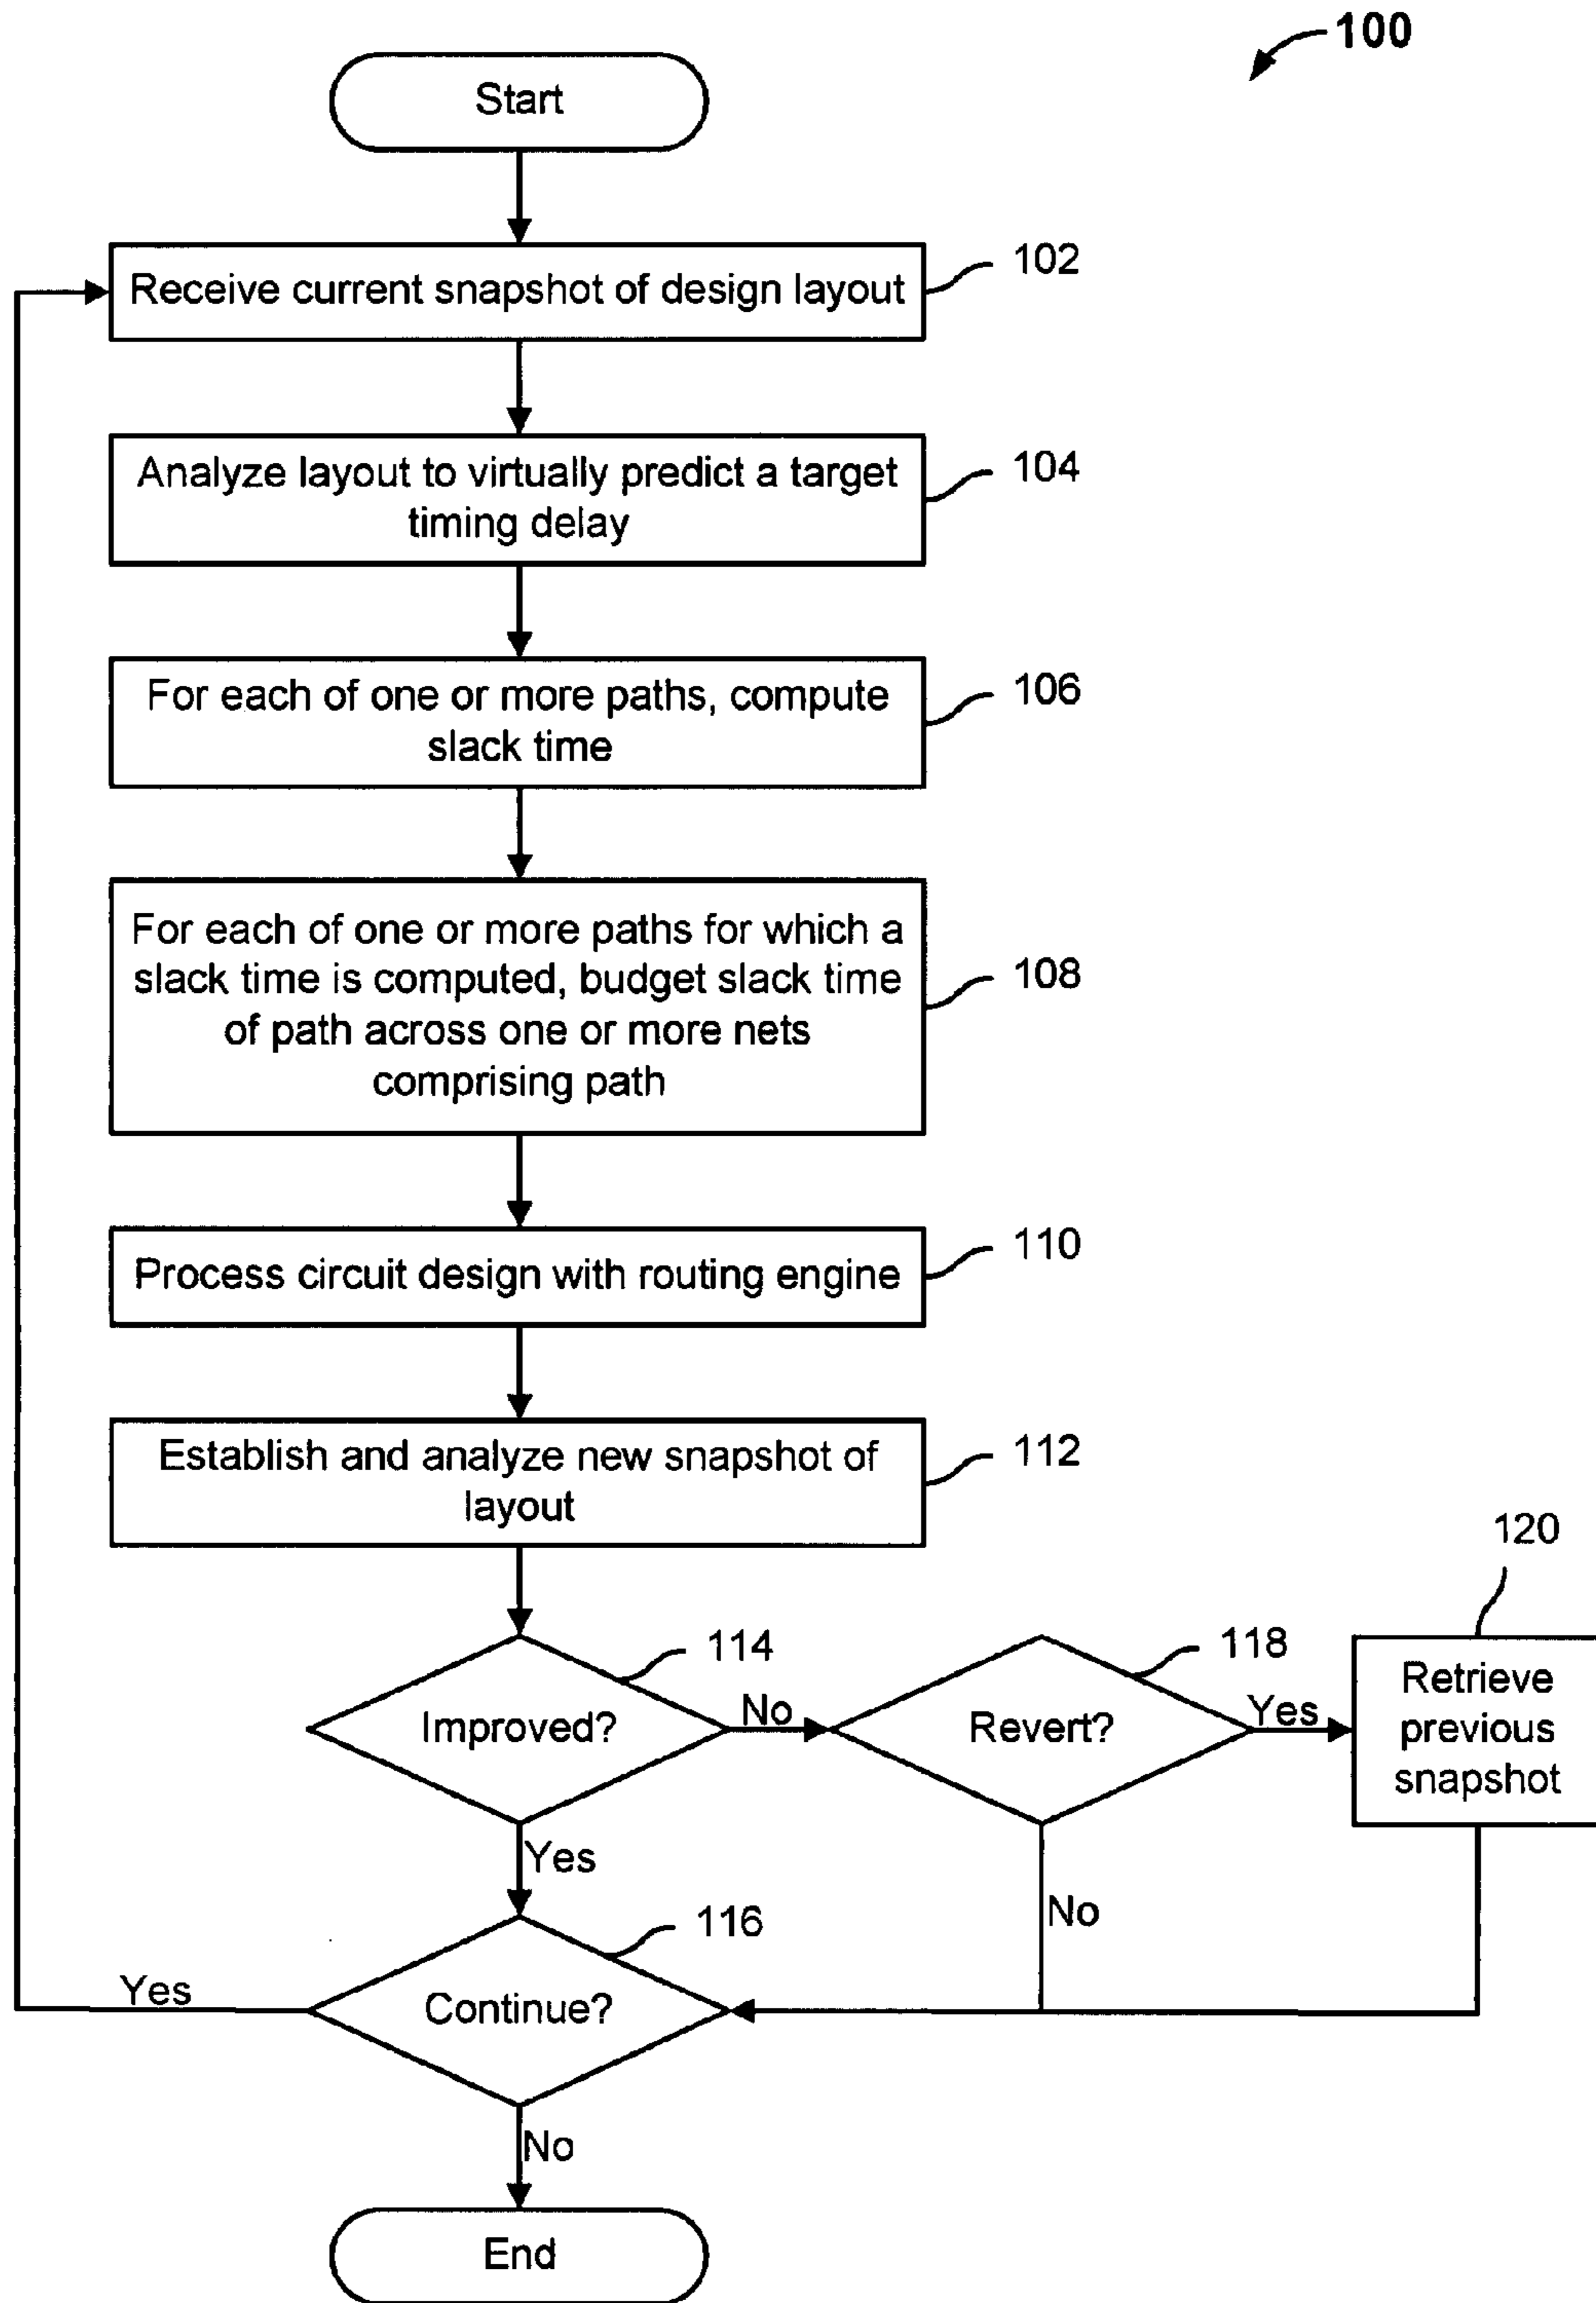 100
Start
Receive current snapshot of design layout
102
Analyze layout to virtually predict a target
timing delay
104
For each of one or more paths, compute
slack time
106
For each of one or more paths for which a
slack time is computed, budget slack time
of path across one or more nets
comprising path
108
Process circuit design with routing engine
110
Establish and analyze new snapshot of
layout
112
Improved?
114
No
Revert?
118
Yes
Retrieve
previous
snapshot
120
Yes
No
Continue?
116
Yes
No
End